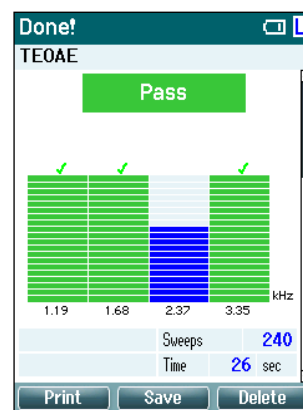 Done! L
TEOAE
Pass
kHz
1.19 1.68 2.37 3.35
Sweeps 240
Time 26 sec
Print Save Delete